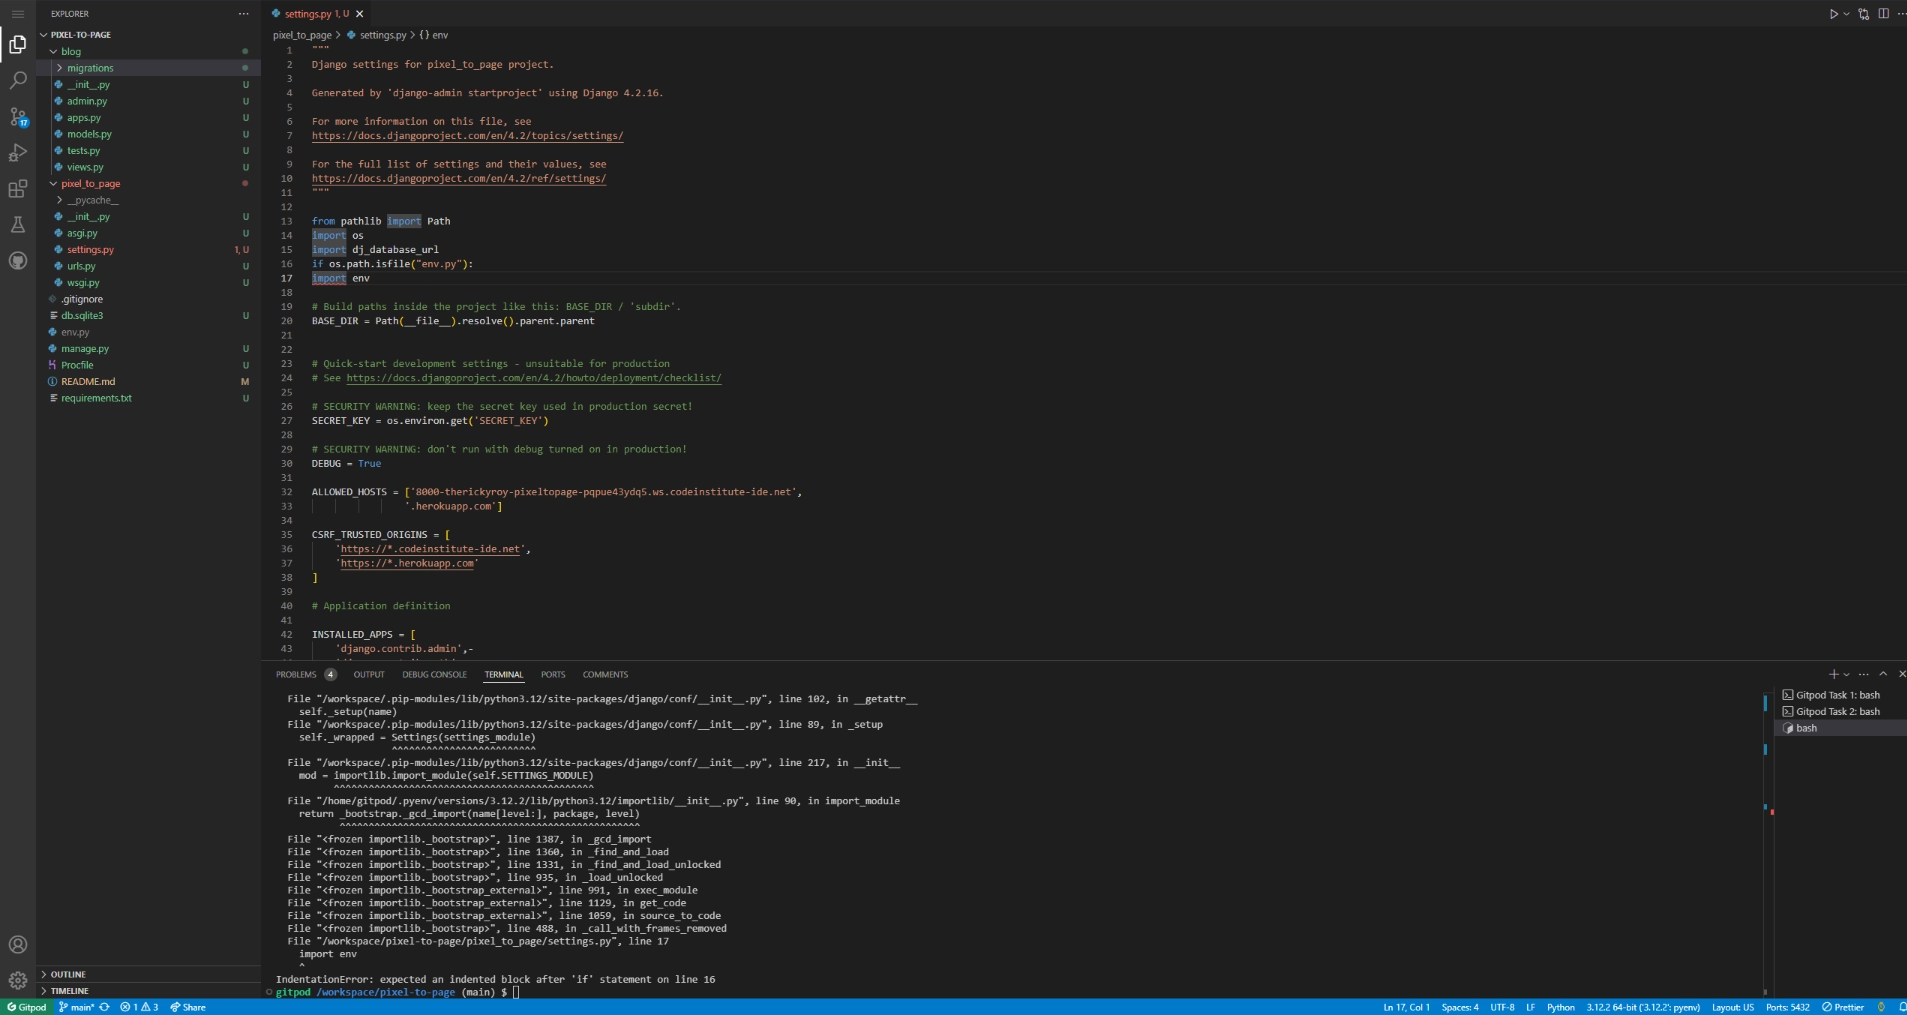 EXPLORER
PIXEL-TO-PAGE
blog
migrations
__init__.py U
admin.py U
apps.py U
models.py U
tests.py U
views.py U
pixel_to_page
__pycache__
__init__.py U
asgi.py U
settings.py 1, U
urls.py U
wsgi.py U
.gitignore
db.sqlite3 U
env.py
manage.py U
Procfile U
README.md M
requirements.txt U
OUTLINE
TIMELINE
17
settings.py 1, U
pixel_to_page > settings.py > {} env
1 """
2 Django settings for pixel_to_page project.
3
4 Generated by 'django-admin startproject' using Django 4.2.16.
5
6 For more information on this file, see
7 https://docs.djangoproject.com/en/4.2/topics/settings/
8
9 For the full list of settings and their values, see
10 https://docs.djangoproject.com/en/4.2/ref/settings/
11 """
12
13 from pathlib import Path
14 import os
15 import dj_database_url
16 if os.path.isfile("env.py"):
17 import env
18
19 # Build paths inside the project like this: BASE_DIR / 'subdir'.
20 BASE_DIR = Path(__file__).resolve().parent.parent
21
22
23 # Quick-start development settings - unsuitable for production
24 # See https://docs.djangoproject.com/en/4.2/howto/deployment/checklist/
25
26 # SECURITY WARNING: keep the secret key used in production secret!
27 SECRET_KEY = os.environ.get('SECRET_KEY')
28
29 # SECURITY WARNING: don't run with debug turned on in production!
30 DEBUG = True
31
32 ALLOWED_HOSTS = ['8000-therickyroy-pixeltopage-pqpue43ydq5.ws.codeinstitute-ide.net',
33 '.herokuapp.com']
34
35 CSRF_TRUSTED_ORIGINS = [
36 'https://*.codeinstitute-ide.net',
37 'https://*.herokuapp.com'
38 ]
39
40 # Application definition
41
42 INSTALLED_APPS = [
43 'django.contrib.admin',-
PROBLEMS 4 OUTPUT DEBUG CONSOLE TERMINAL PORTS COMMENTS
File "/workspace/.pip-modules/lib/python3.12/site-packages/django/conf/__init__.py", line 102, in __getattr__
self._setup(name)
File "/workspace/.pip-modules/lib/python3.12/site-packages/django/conf/__init__.py", line 89, in _setup
self._wrapped = Settings(settings_module)
^^^^^^^^^^^^^^^^^^^^^^^^^
File "/workspace/.pip-modules/lib/python3.12/site-packages/django/conf/__init__.py", line 217, in __init__
mod = importlib.import_module(self.SETTINGS_MODULE)
^^^^^^^^^^^^^^^^^^^^^^^^^^^^^^^^^^^^^^^^^^^^^
File "/home/gitpod/.pyenv/versions/3.12.2/lib/python3.12/importlib/__init__.py", line 90, in import_module
return _bootstrap._gcd_import(name[level:], package, level)
^^^^^^^^^^^^^^^^^^^^^^^^^^^^^^^^^^^^^^^^^^^^^^^^^^^^
File "<frozen importlib._bootstrap>", line 1387, in _gcd_import
File "<frozen importlib._bootstrap>", line 1360, in _find_and_load
File "<frozen importlib._bootstrap>", line 1331, in _find_and_load_unlocked
File "<frozen importlib._bootstrap>", line 935, in _load_unlocked
File "<frozen importlib._bootstrap_external>", line 991, in exec_module
File "<frozen importlib._bootstrap_external>", line 1129, in get_code
File "<frozen importlib._bootstrap_external>", line 1059, in source_to_code
File "<frozen importlib._bootstrap>", line 488, in _call_with_frames_removed
File "/workspace/pixel-to-page/pixel_to_page/settings.py", line 17
import env
^
IndentationError: expected an indented block after 'if' statement on line 16
gitpod /workspace/pixel-to-page (main) $
Gitpod Task 1: bash
Gitpod Task 2: bash
bash
Gitpod main* 1 3 Share
Ln 17, Col 1 Spaces: 4 UTF-8 LF Python 3.12.2 64-bit ('3.12.2': pyenv) Layout: US Ports: 5432 Prettier